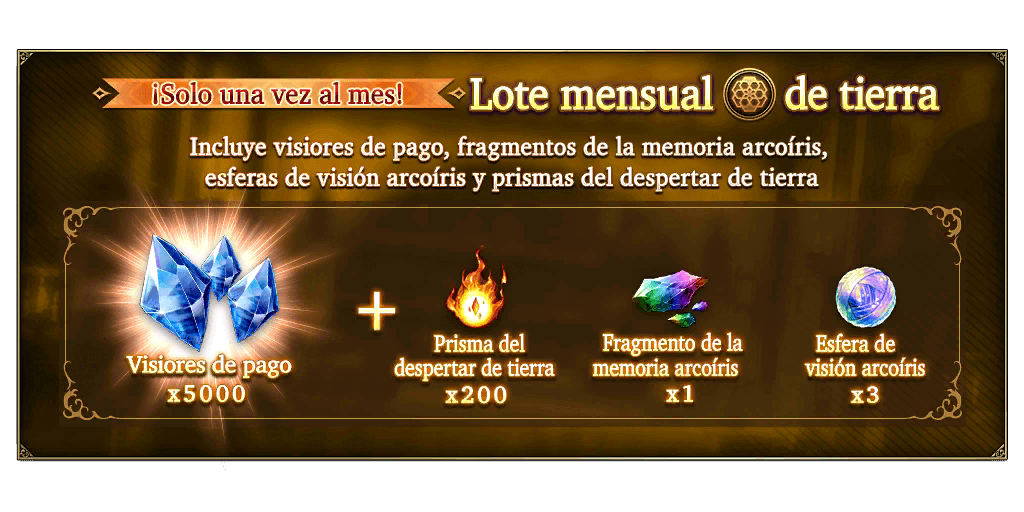 ¡Solo una vez al mes!
Lote mensual de tierra
Incluye visiores de pago, fragmentos de la memoria arcoíris,
esferas de visión arcoíris y prismas del despertar de tierra
Visiores de pago
x5000
+
Prisma del
despertar de tierra
x200
Fragmento de la
memoria arcoíris
x1
Esfera de
visión arcoíris
x3